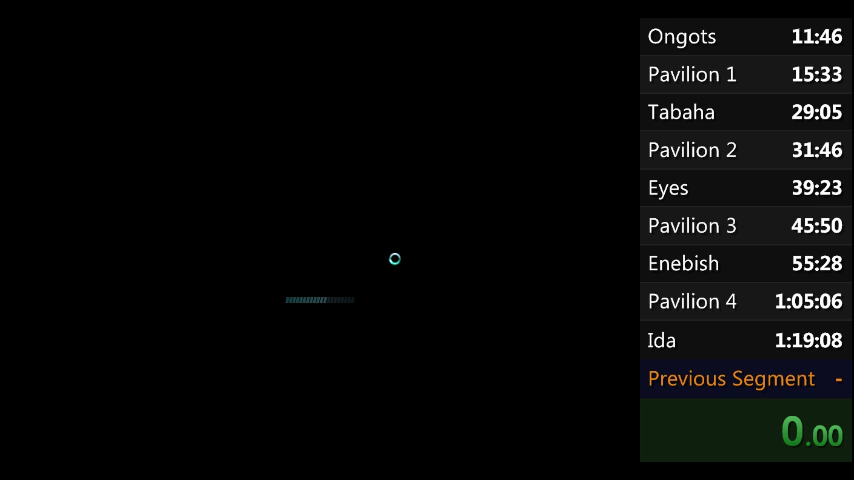 Ongots 11:46
Pavilion 1 15:33
Tabaha 29:05
Pavilion 2 31:46
Eyes 39:23
Pavilion 3 45:50
Enebish 55:28
Pavilion 4 1:05:06
Ida 1:19:08
Previous Segment -
0.00